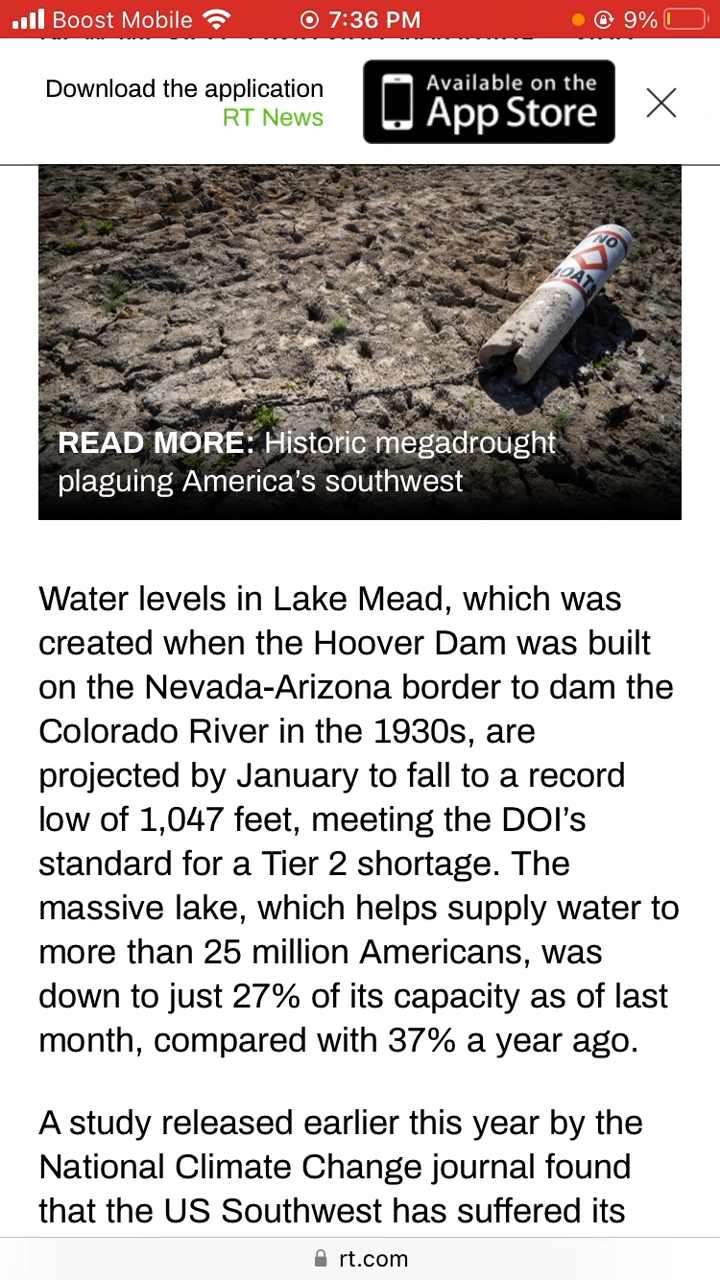 Boost Mobile 7:36 PM 9%
Download the application
RT News
Available on the
App Store
NO
BOATS
READ MORE: Historic megadrought
plaguing America’s southwest
Water levels in Lake Mead, which was
created when the Hoover Dam was built
on the Nevada-Arizona border to dam the
Colorado River in the 1930s, are
projected by January to fall to a record
low of 1,047 feet, meeting the DOI’s
standard for a Tier 2 shortage. The
massive lake, which helps supply water to
more than 25 million Americans, was
down to just 27% of its capacity as of last
month, compared with 37% a year ago.
A study released earlier this year by the
National Climate Change journal found
that the US Southwest has suffered its
rt.com